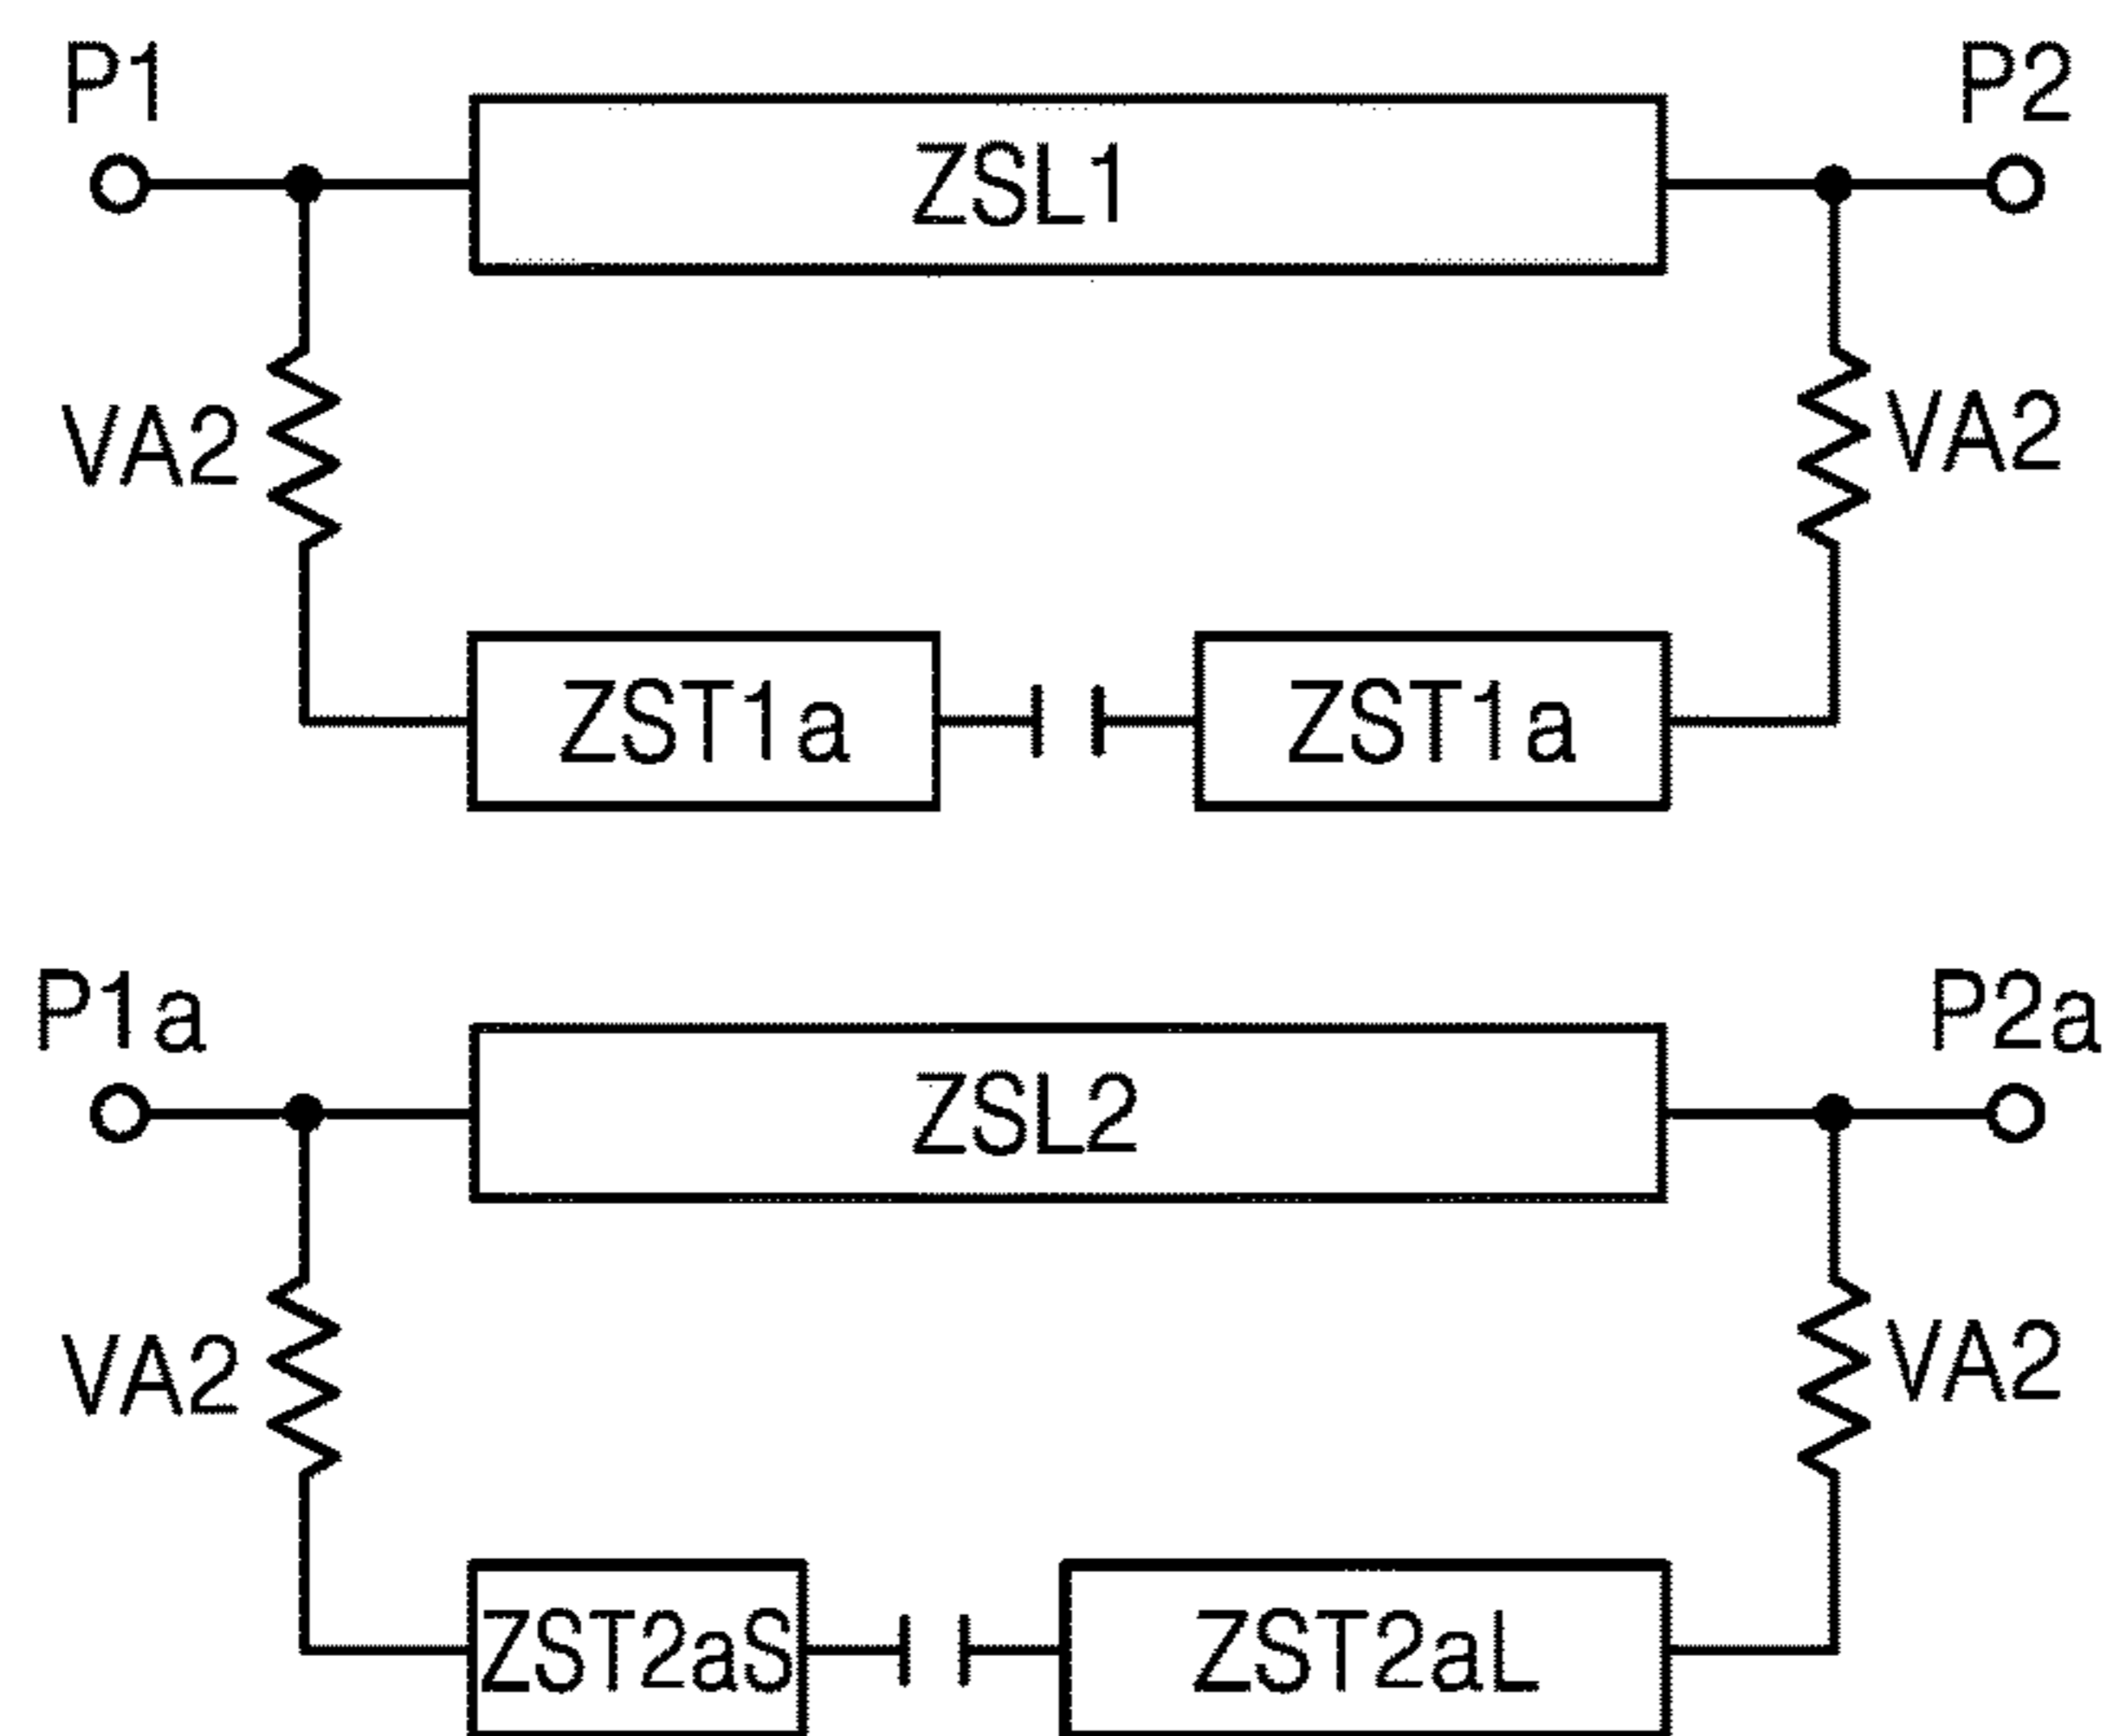 P1
P2
ZSL1
VA2
VA2
ZST1a
ZST1a
P1a
P2a
ZSL2
VA2
VA2
ZST2aS
ZST2aL